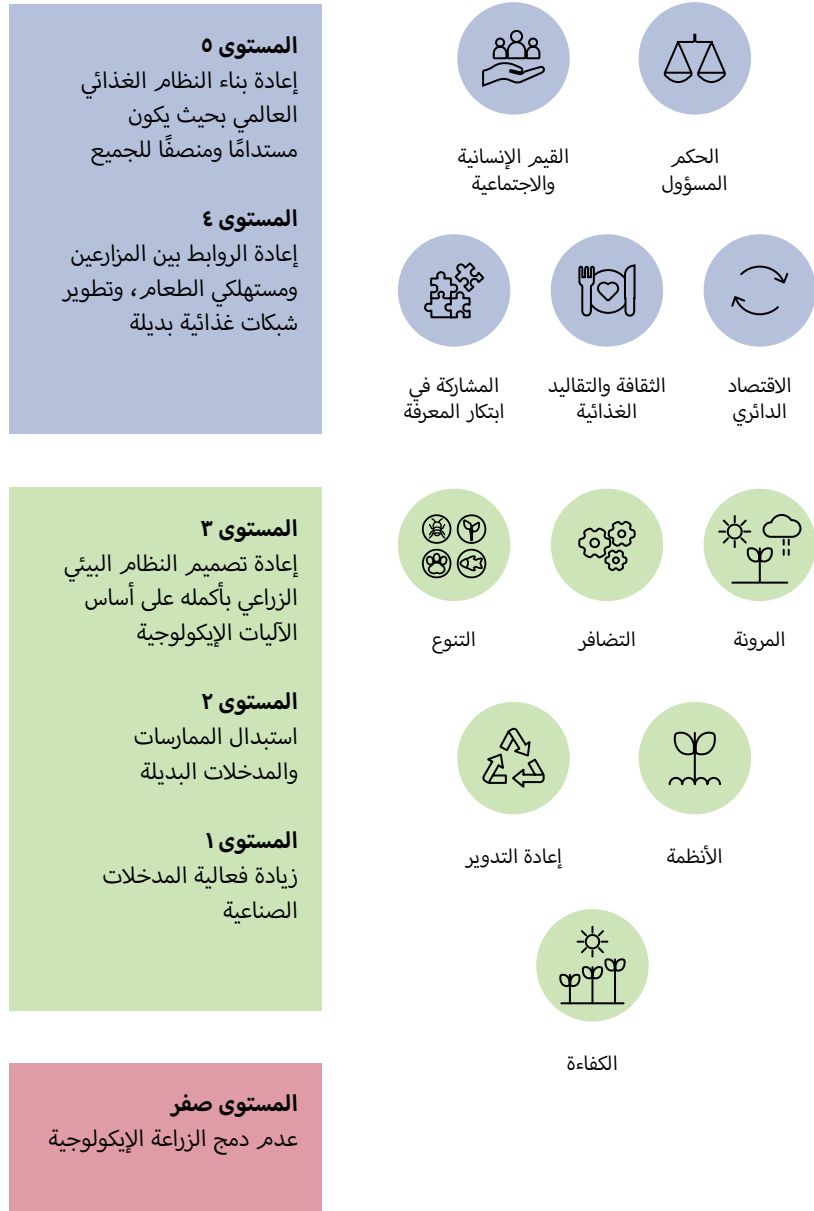 المستوى ٥
إعادة بناء النظام الغذائي
العالمي بحيث يكون
مستدامًا ومنصفًا للجميع
المستوى ٤
إعادة الروابط بين المزارعين
ومستهلكي الطعام، وتطوير
شبكات غذائية بديلة
الحكم
المسؤول
القيم الإنسانية
والاجتماعية
الاقتصاد
الدائري
الثقافة والتقاليد
الغذائية
المشاركة في
ابتكار المعرفة
المستوى ٣
إعادة تصميم النظام البيئي
الزراعي بأكمله على أساس
الآليات الإيكولوجية
المستوى ٢
استبدال الممارسات
والمدخلات البديلة
المستوى ١
زيادة فعالية المدخلات
الصناعية
المرونة
التضافر
التنوع
الأنظمة
إعادة التدوير
الكفاءة
المستوى صفر
عدم دمج الزراعة الإيكولوجية